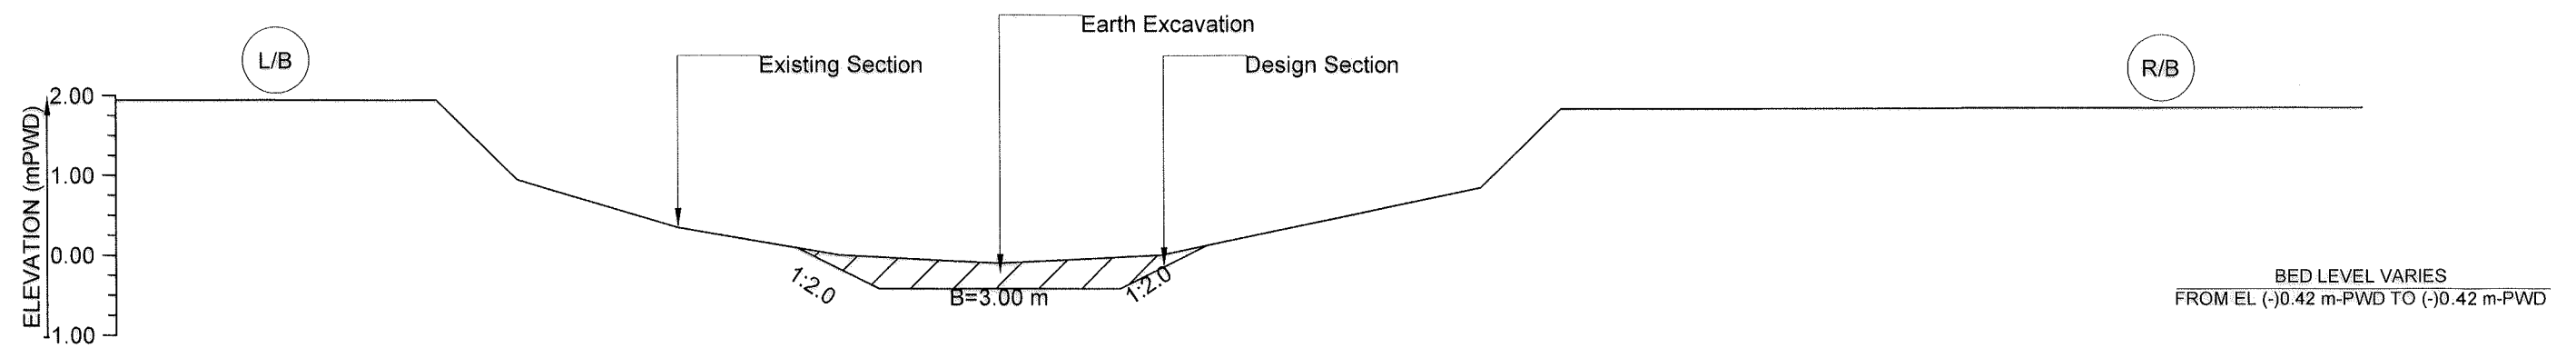 Earth Excavation
L/B
Existing Section
Design Section
R/B
ELEVATION (mPWD)
2.00
1.00
0.00
-1.00
1:2.0
B=3.00 m
1:2.0
BED LEVEL VARIES
FROM EL (-)0.42 m-PWD TO (-)0.42 m-PWD